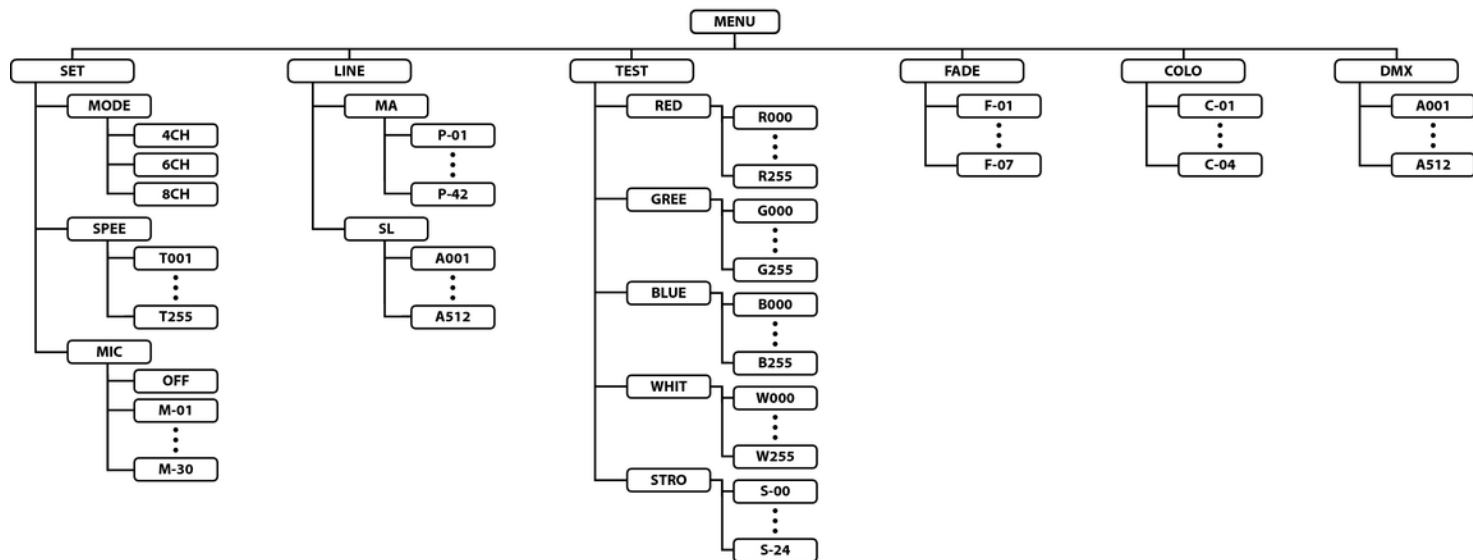 MENU
SET
LINE
TEST
FADE
COLO
DMX
MODE
4CH
6CH
8CH
SPEE
T001
T255
MIC
OFF
M-01
M-30
MA
P-01
P-42
SL
A001
A512
RED
R000
R255
GREE
G000
G255
BLUE
B000
B255
WHIT
W000
W255
STRO
S-00
S-24
F-01
F-07
C-01
C-04
A001
A512